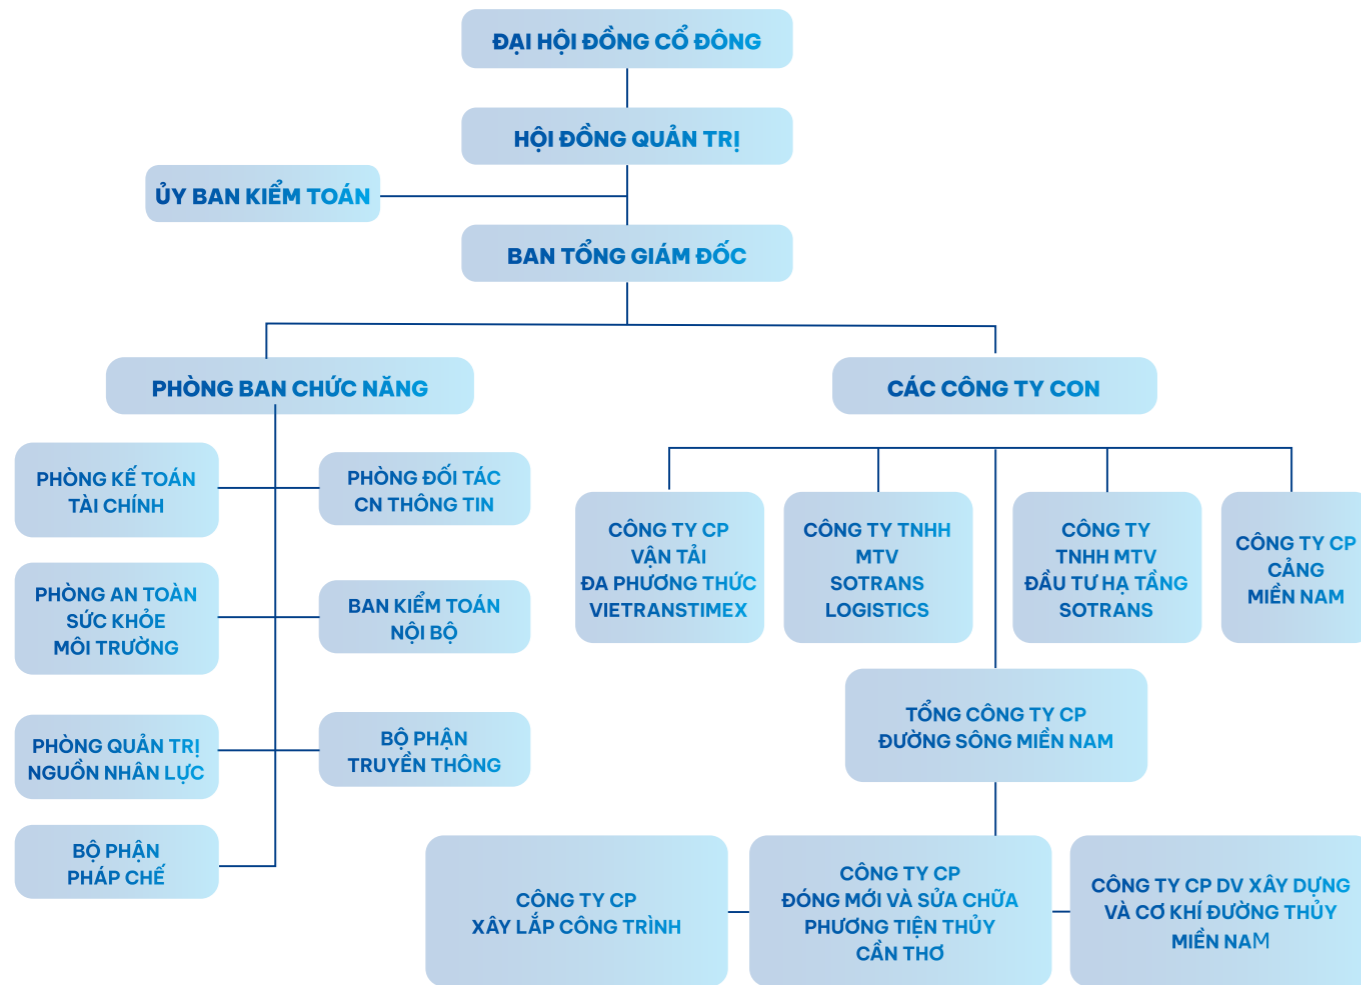 ĐẠI HỘI ĐỒNG CỔ ĐÔNG
HỘI ĐỒNG QUẢN TRỊ
ỦY BAN KIỂM TOÁN
BAN TỔNG GIÁM ĐỐC
PHÒNG BAN CHỨC NĂNG
CÁC CÔNG TY CON
PHÒNG KẾ TOÁN
TÀI CHÍNH
PHÒNG ĐỐI TÁC
CN THÔNG TIN
PHÒNG AN TOÀN
SỨC KHỎE
MÔI TRƯỜNG
BAN KIỂM TOÁN
NỘI BỘ
PHÒNG QUẢN TRỊ
NGUỒN NHÂN LỰC
BỘ PHẬN
TRUYỀN THÔNG
BỘ PHẬN
PHÁP CHẾ
CÔNG TY CP
VẬN TẢI
ĐA PHƯƠNG THỨC
VIETRANSTIMEX
CÔNG TY TNHH
MTV
SOTRANS
LOGISTICS
CÔNG TY
TNHH MTV
ĐẦU TƯ HẠ TẦNG
SOTRANS
CÔNG TY CP
CẢNG
MIỀN NAM
TỔNG CÔNG TY CP
ĐƯỜNG SÔNG MIỀN NAM
CÔNG TY CP
XÂY LẮP CÔNG TRÌNH
CÔNG TY CP
ĐÓNG MỚI VÀ SỬA CHỮA
PHƯƠNG TIỆN THỦY
CẦN THƠ
CÔNG TY CP DV XÂY DỰNG
VÀ CƠ KHÍ ĐƯỜNG THỦY
MIỀN NAM